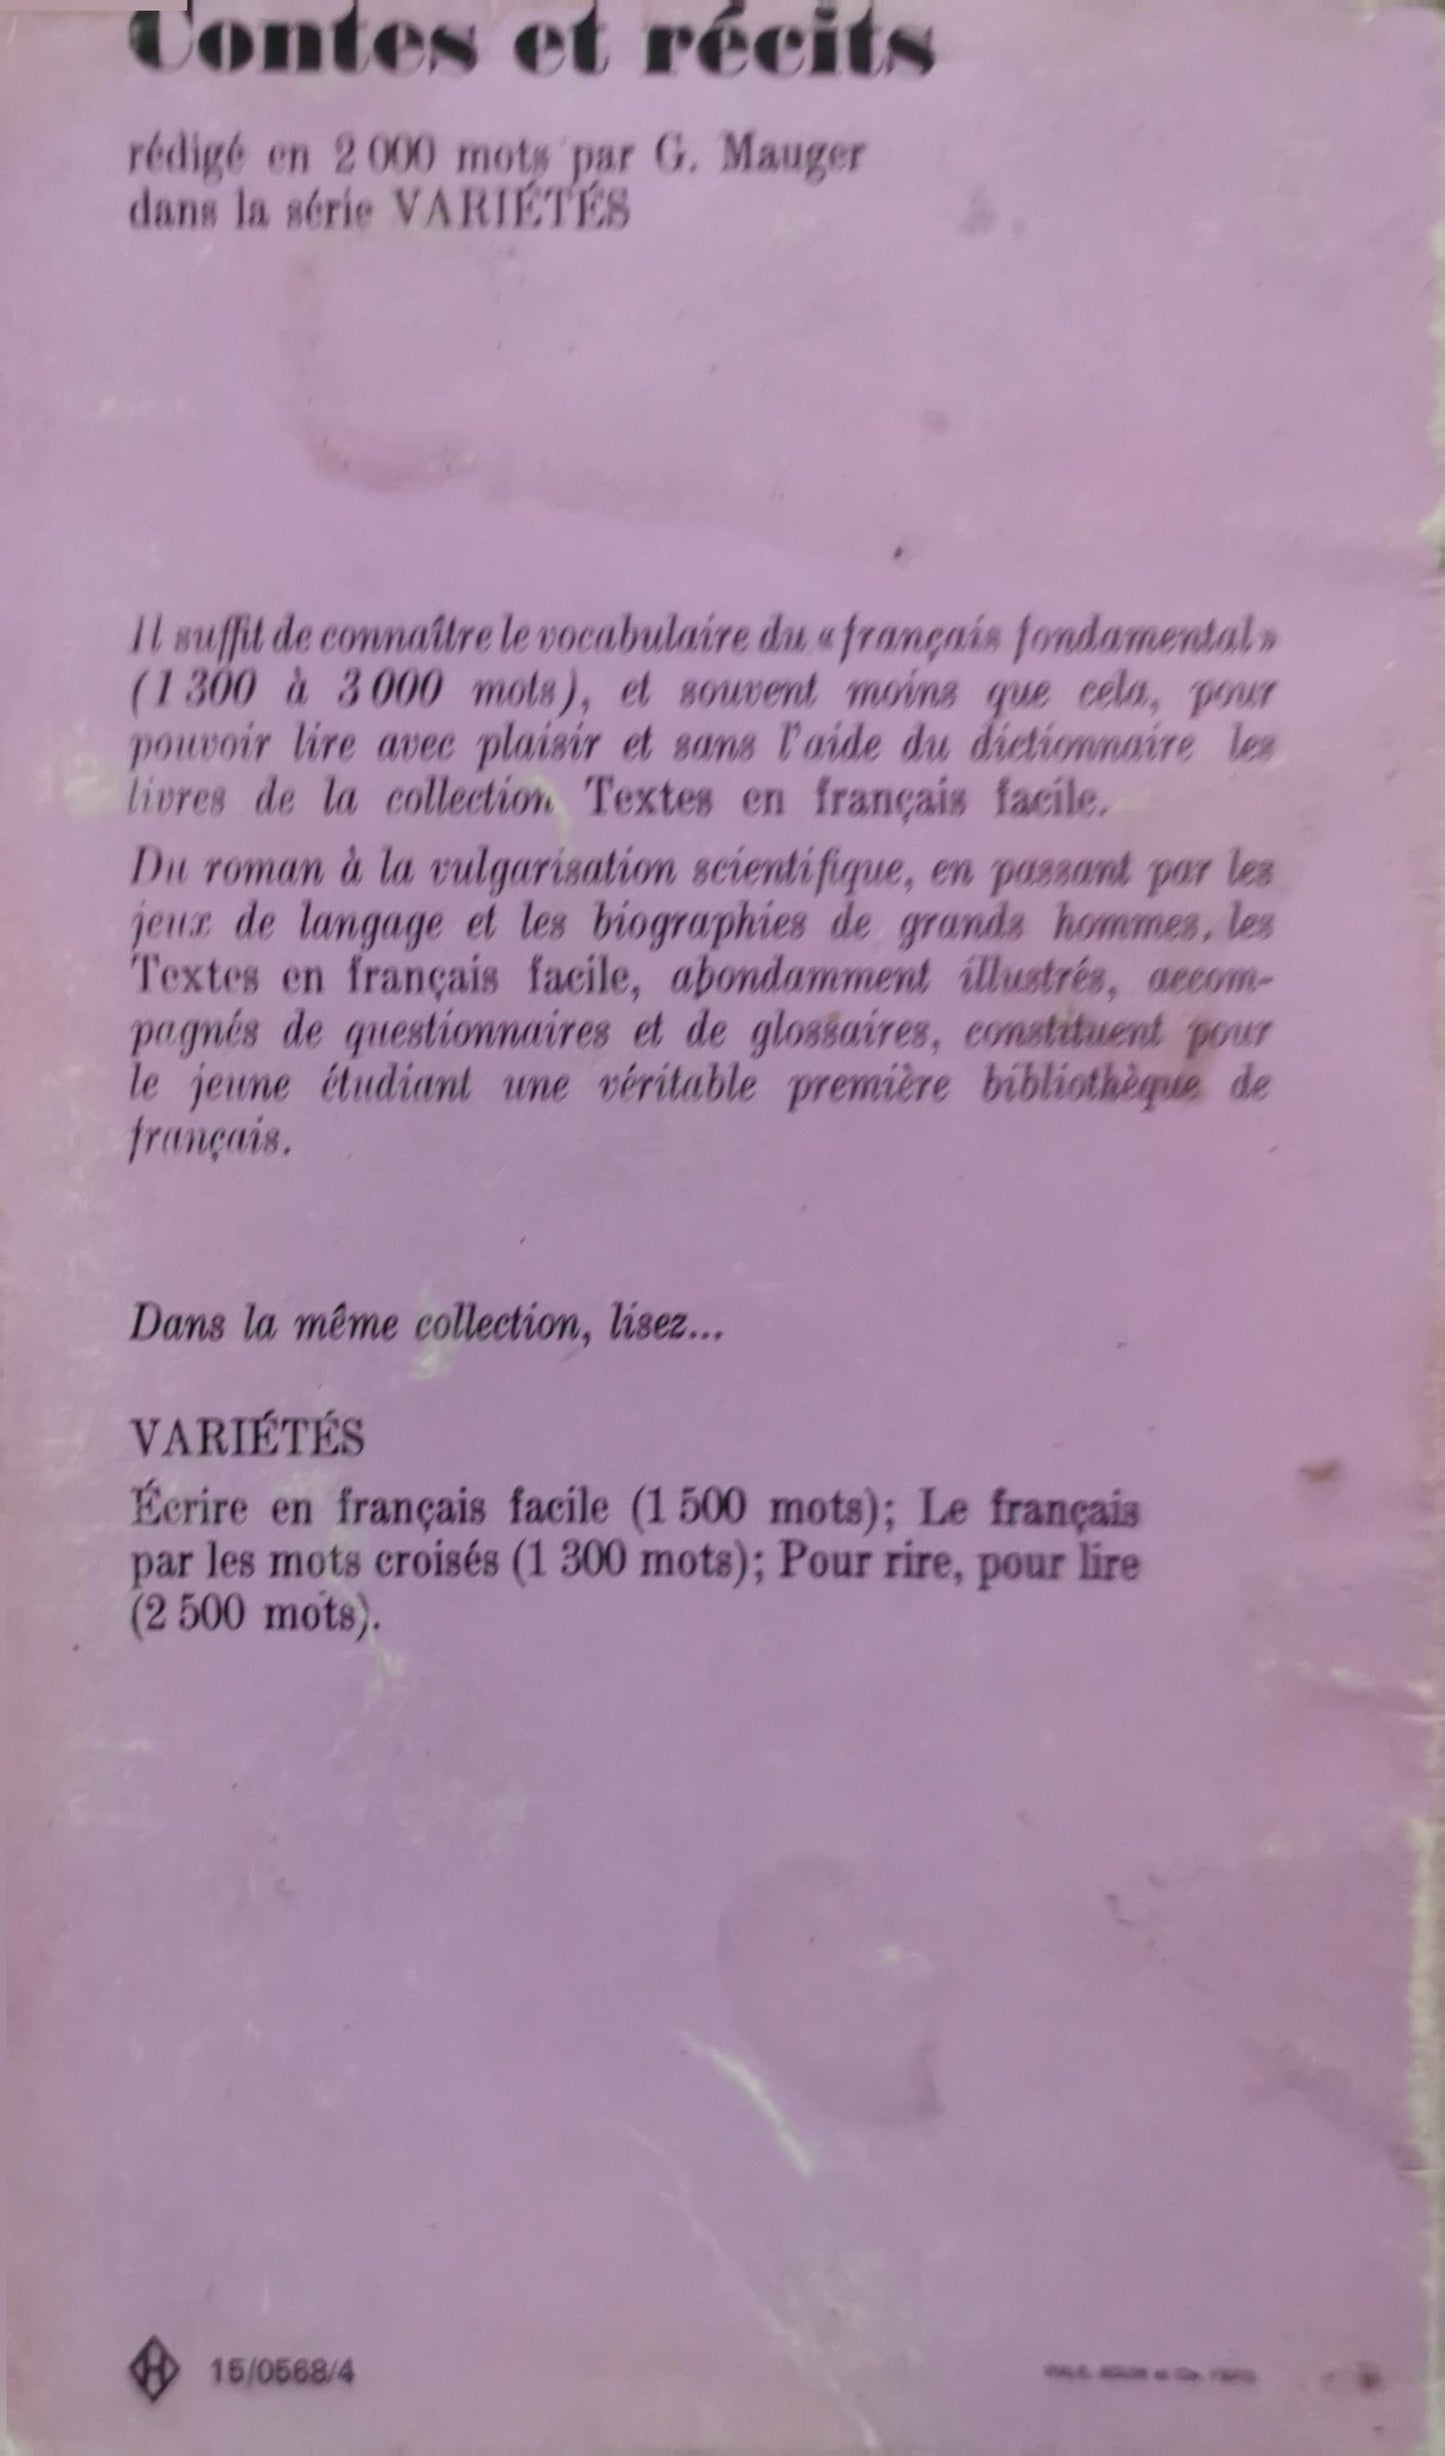 Contes et récits
rédigé en 2 000 mots par G. Mauger
dans la série VARIÉTÉS
Il suffit de connaître le vocabulaire du « français fondamental »
(1 300 à 3 000 mots), et souvent moins que cela, pour
pouvoir lire avec plaisir et sans l'aide du dictionnaire les
livres de la collection Textes en français facile.
Du roman à la vulgarisation scientifique, en passant par les
jeux de langage et les biographies de grands hommes, les
Textes en français facile, abondamment illustrés, accom-
pagnés de questionnaires et de glossaires, constituent pour
le jeune étudiant une véritable première bibliothèque de
français.
Dans la même collection, lisez...
VARIÉTÉS
Écrire en français facile (1 500 mots); Le français
par les mots croisés (1 300 mots); Pour rire, pour lire
(2 500 mots).
H 15/0568/4